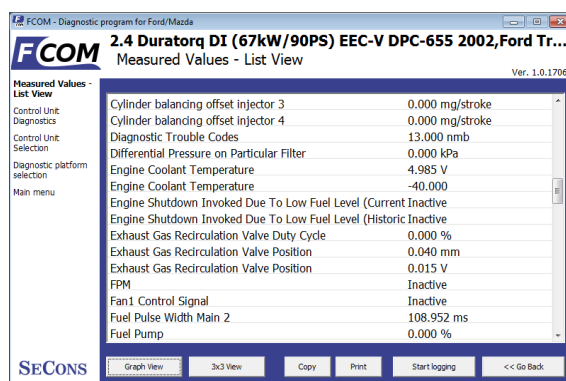 FCOM - Diagnostic program for Ford/Mazda
FCOM
2.4 Duratorq DI (67kW/90PS) EEC-V DPC-655 2002,Ford Tr...
Measured Values - List View
Ver. 1.0.1706
Measured Values -
List View
Control Unit
Diagnostics
Control Unit
Selection
Diagnostic platform
selection
Main menu
Cylinder balancing offset injector 3 0.000 mg/stroke
Cylinder balancing offset injector 4 0.000 mg/stroke
Diagnostic Trouble Codes 13.000 nmb
Differential Pressure on Particular Filter 0.000 kPa
Engine Coolant Temperature 4.985 V
Engine Coolant Temperature -40.000
Engine Shutdown Invoked Due To Low Fuel Level (Current Inactive
Engine Shutdown Invoked Due To Low Fuel Level (Historic Inactive
Exhaust Gas Recirculation Valve Duty Cycle 0.000 %
Exhaust Gas Recirculation Valve Position 0.040 mm
Exhaust Gas Recirculation Valve Position 0.015 V
FPM Inactive
Fan1 Control Signal Inactive
Fuel Pulse Width Main 2 108.952 ms
Fuel Pump 0.000 %
SECONS
Graph View 3x3 View Copy Print Start logging << Go Back